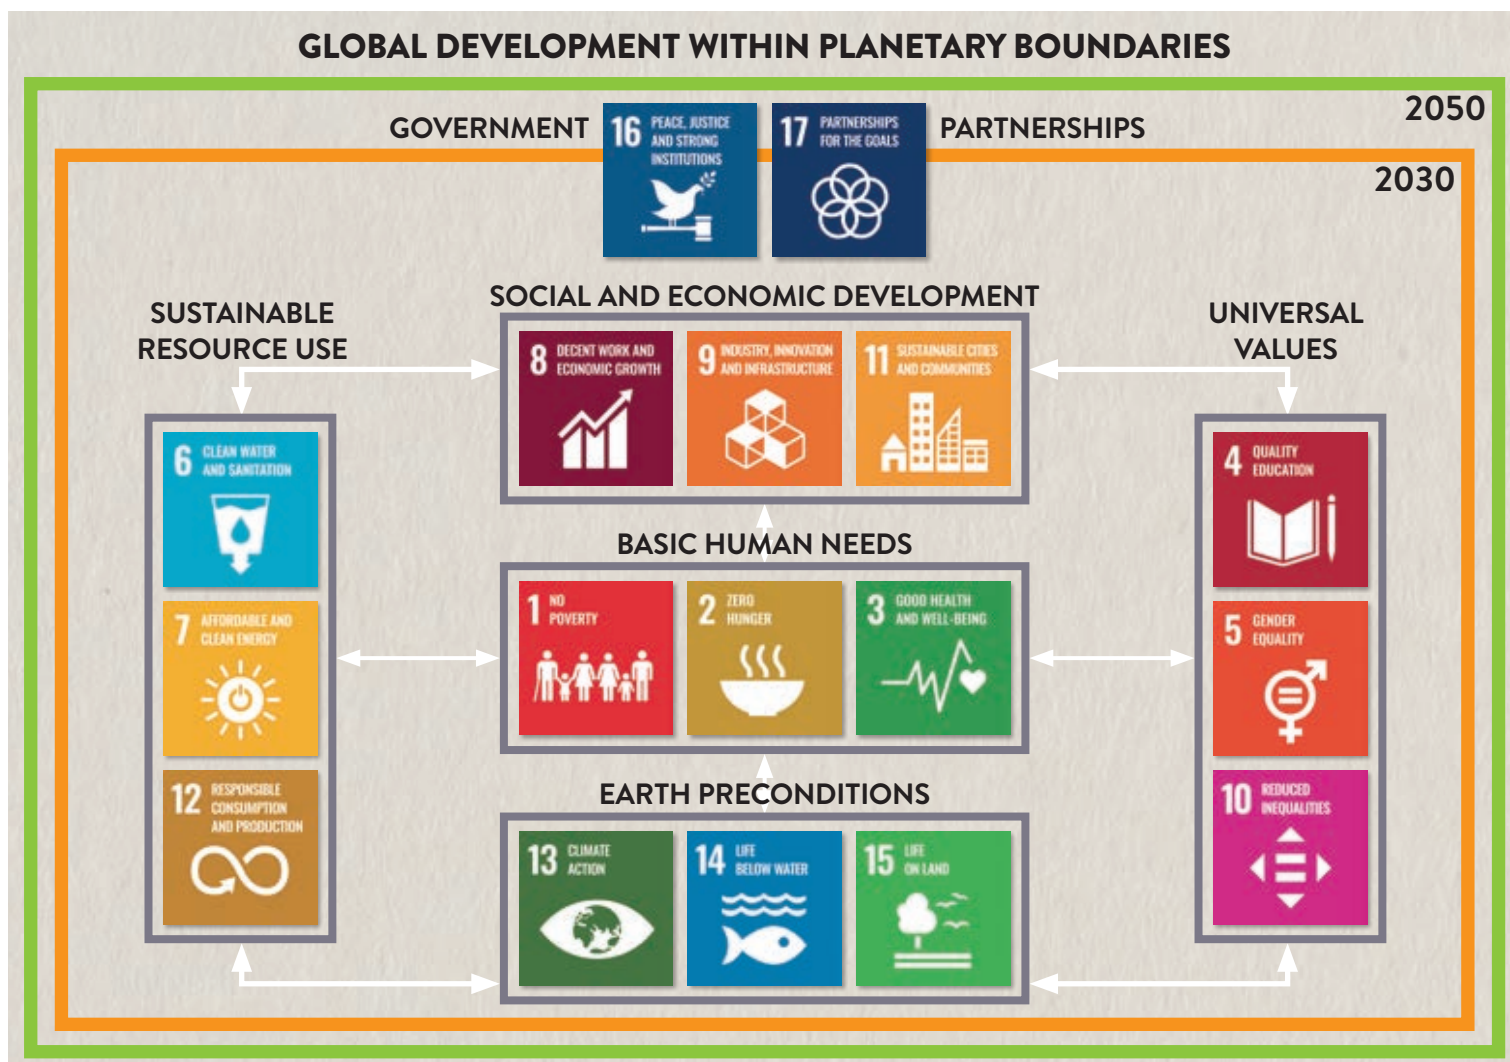 GLOBAL DEVELOPMENT WITHIN PLANETARY BOUNDARIES
2050
2030
GOVERNMENT
16 PEACE, JUSTICE
AND STRONG
INSTITUTIONS
17 PARTNERSHIPS
FOR THE GOALS
PARTNERSHIPS
SOCIAL AND ECONOMIC DEVELOPMENT
8 DECENT WORK AND
ECONOMIC GROWTH
9 INDUSTRY, INNOVATION
AND INFRASTRUCTURE
11 SUSTAINABLE CITIES
AND COMMUNITIES
SUSTAINABLE
RESOURCE USE
6 CLEAN WATER
AND SANITATION
7 AFFORDABLE AND
CLEAN ENERGY
12 RESPONSIBLE
CONSUMPTION
AND PRODUCTION
BASIC HUMAN NEEDS
1 NO
POVERTY
2 ZERO
HUNGER
3 GOOD HEALTH
AND WELL-BEING
EARTH PRECONDITIONS
13 CLIMATE
ACTION
14 LIFE
BELOW WATER
15 LIFE
ON LAND
UNIVERSAL
VALUES
4 QUALITY
EDUCATION
5 GENDER
EQUALITY
10 REDUCED
INEQUALITIES